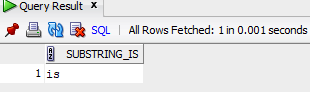 Query Result x
SQL | All Rows Fetched: 1 in 0.001 seconds
SUBSTRING_IS
1 is